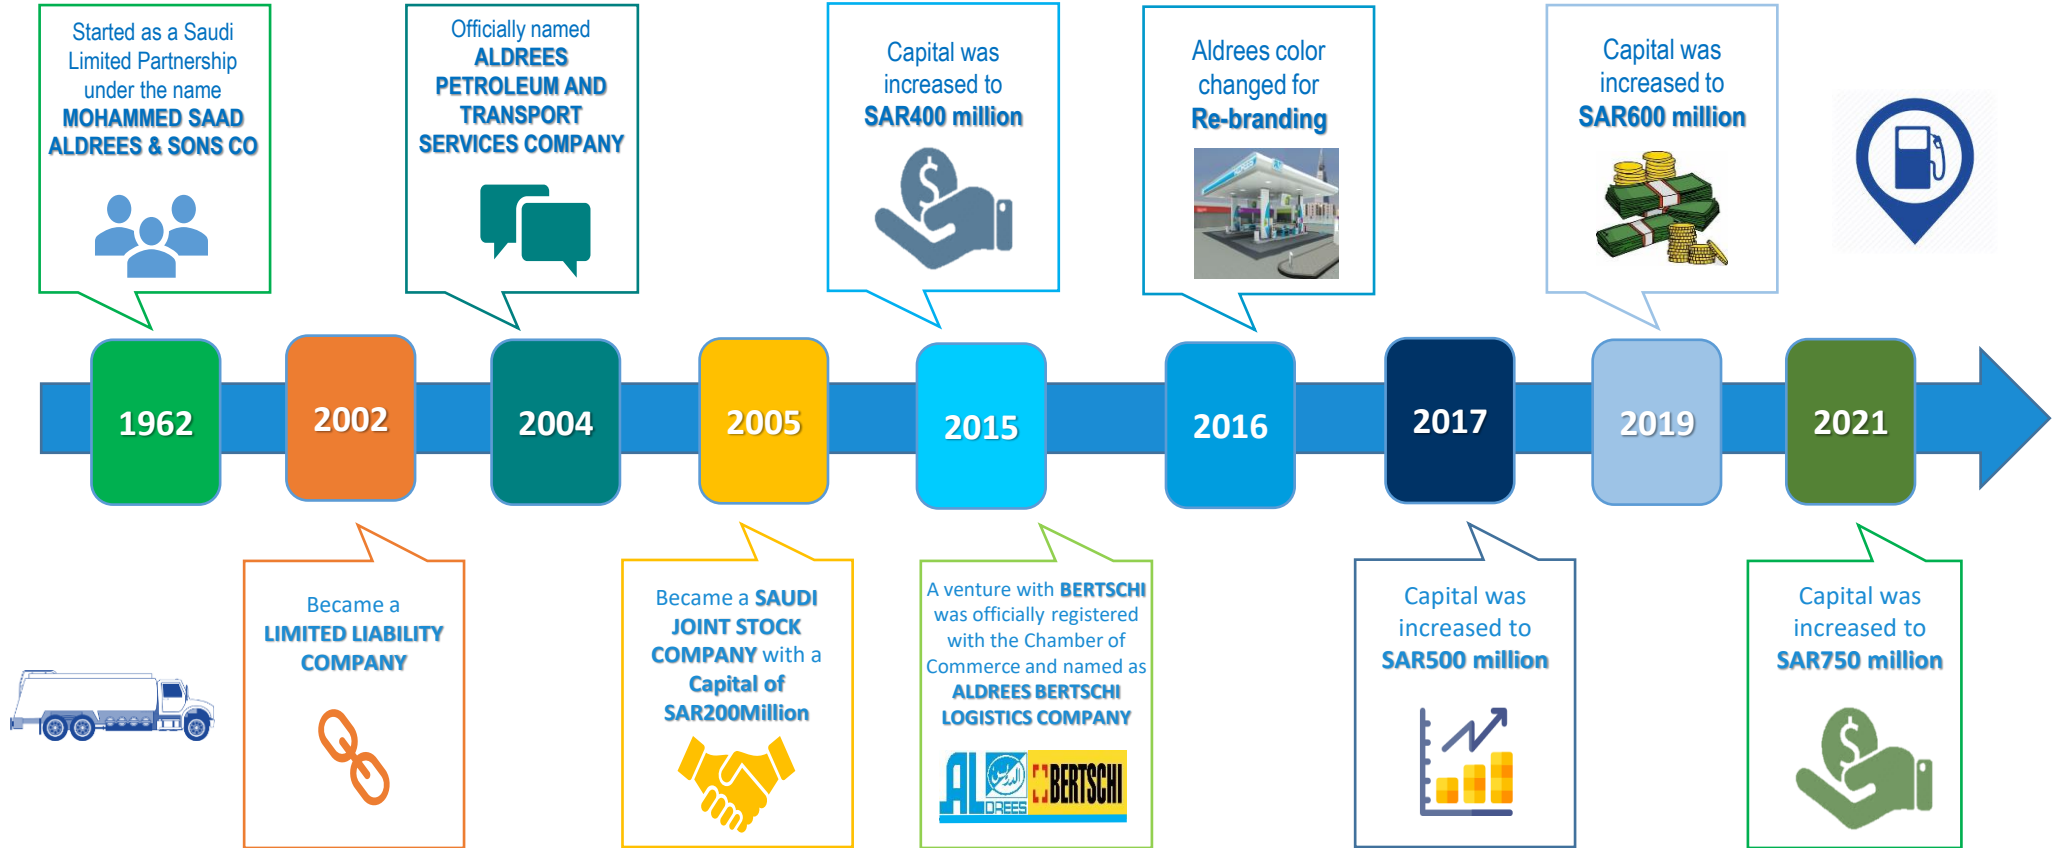 Started as a Saudi
Limited Partnership
under the name
MOHAMMED SAAD
ALDREES & SONS CO
Officially named
ALDREES
PETROLEUM AND
TRANSPORT
SERVICES COMPANY
Capital was
increased to
SAR400 million
Aldrees color
changed for
Re-branding
Capital was
increased to
SAR600 million
1962
2002
2004
2005
2015
2016
2017
2019
2021
Became a
LIMITED LIABILITY
COMPANY
Became a SAUDI
JOINT STOCK
COMPANY with a
Capital of
SAR200Million
A venture with BERTSCHI
was officially registered
with the Chamber of
Commerce and named as
ALDREES BERTSCHI
LOGISTICS COMPANY
AL
الدريس
DREES
BERTSCHI
Capital was
increased to
SAR500 million
Capital was
increased to
SAR750 million